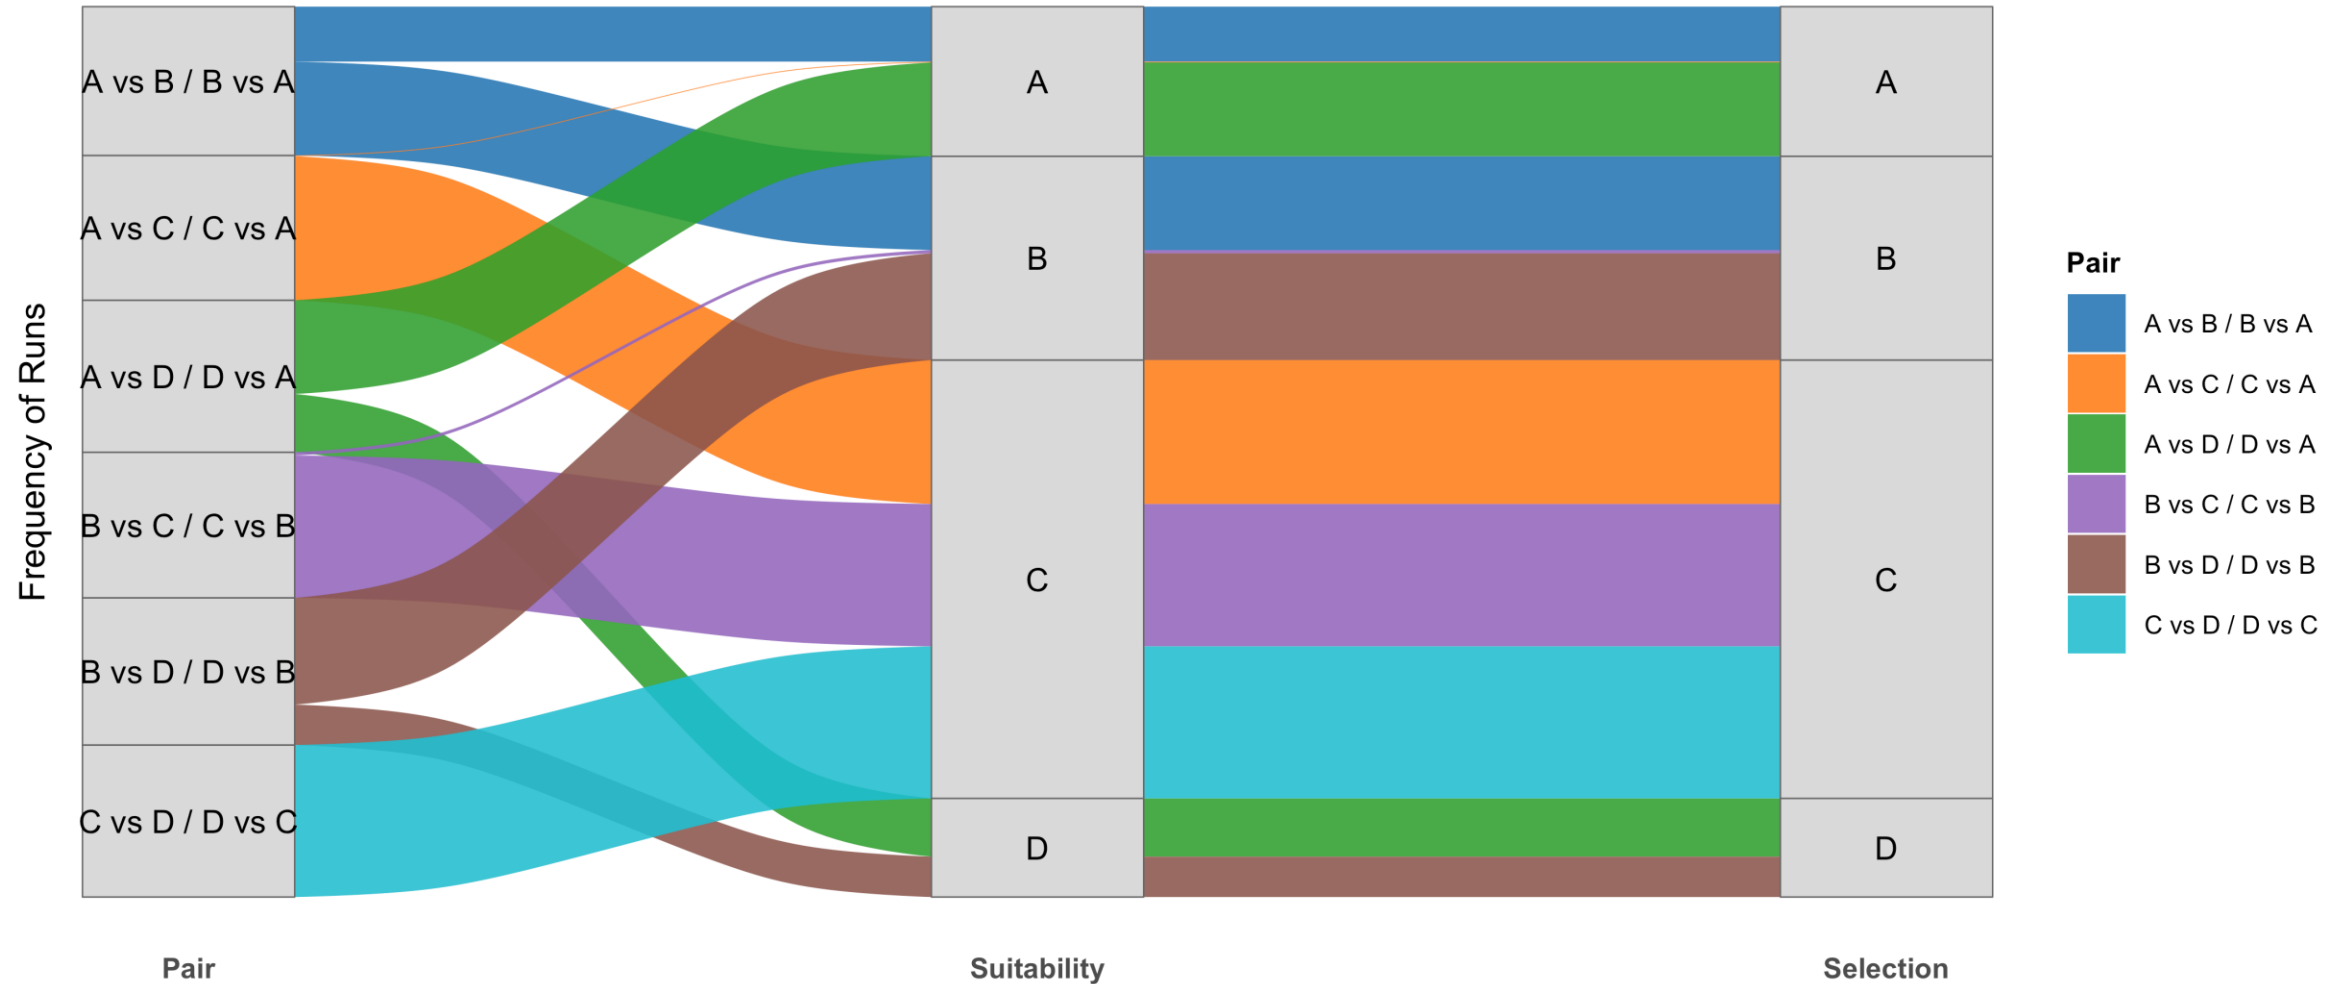 Frequency of Runs
A vs B / B vs A
A vs C / C vs A
A vs D / D vs A
B vs C / C vs B
B vs D / D vs B
C vs D / D vs C
A
B
C
D
A
B
C
D
Pair
Suitability
Selection
Pair
A vs B / B vs A
A vs C / C vs A
A vs D / D vs A
B vs C / C vs B
B vs D / D vs B
C vs D / D vs C